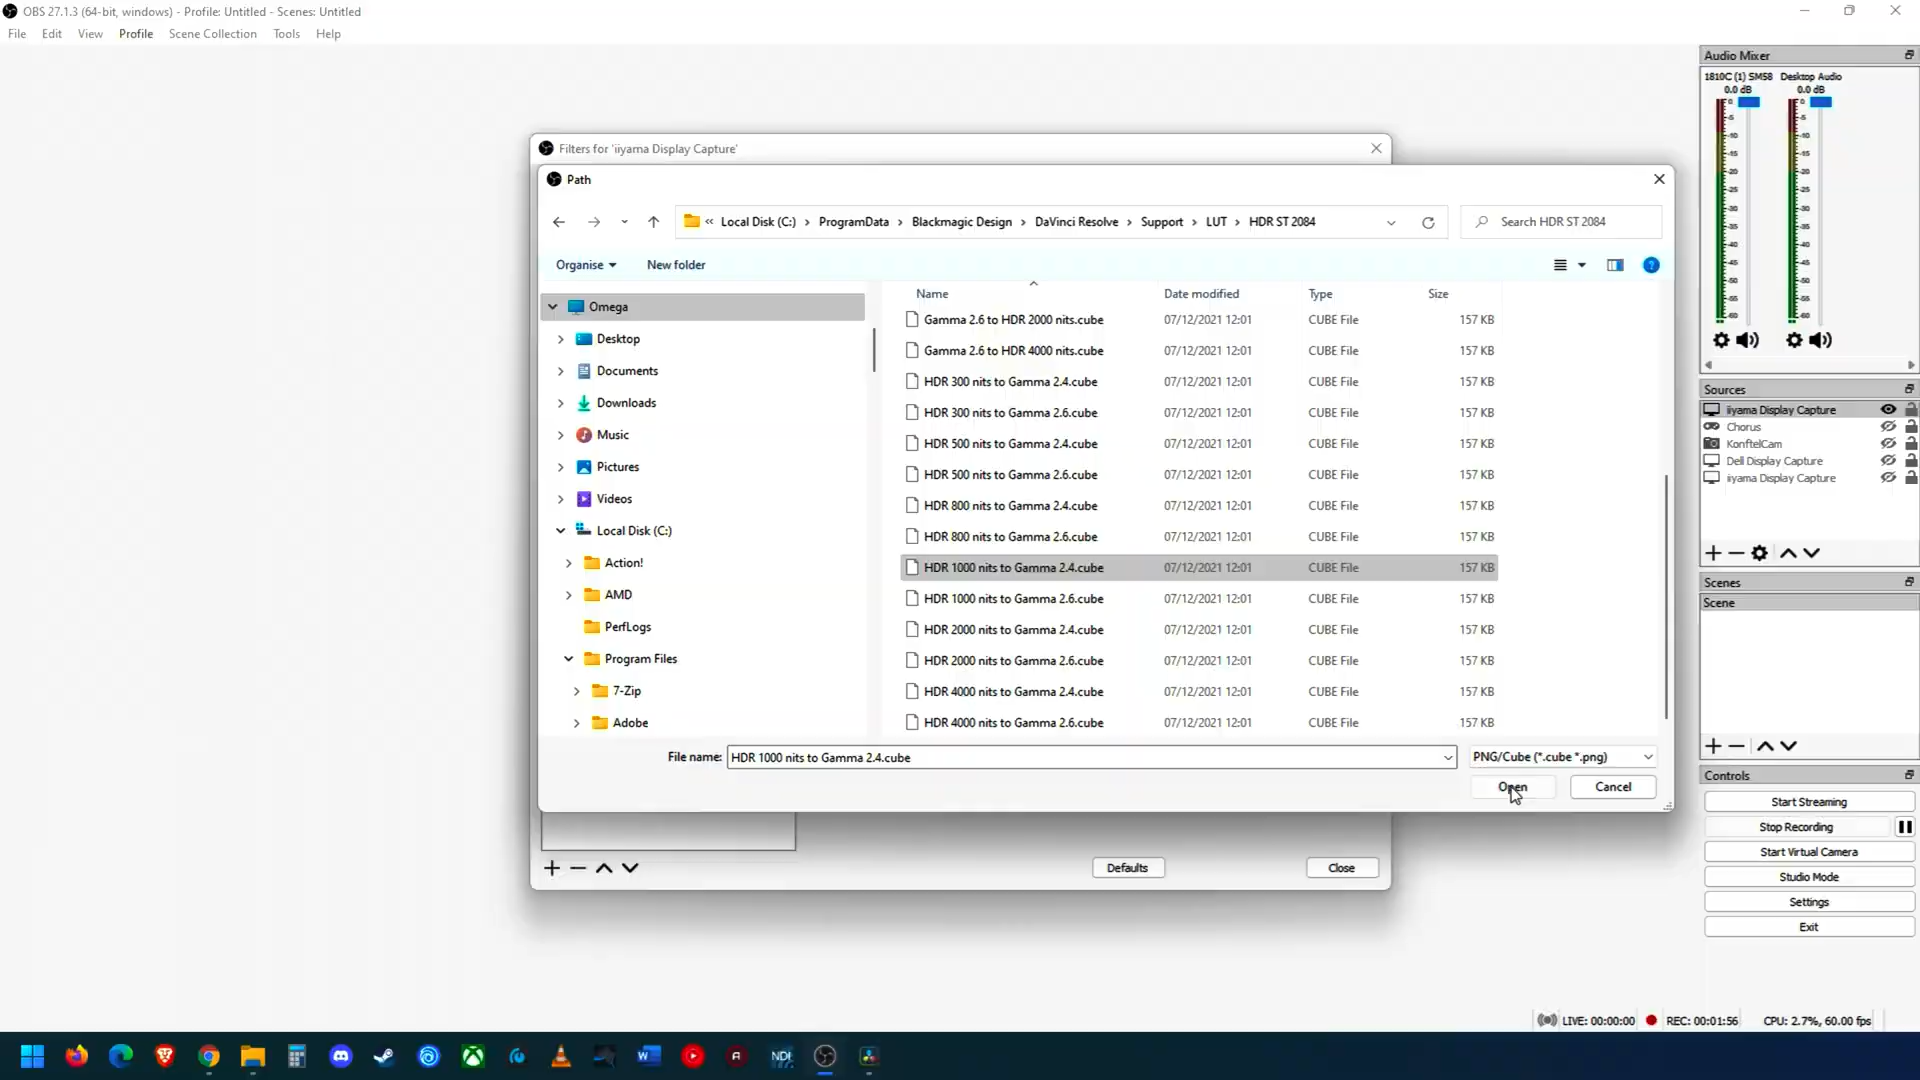 OBS 27.1.3 (64-bit, windows) - Profile: Untitled - Scenes: Untitled
File Edit View Profile Scene Collection Tools Help
Filters for 'iiyama Display Capture'
Path
« Local Disk (C:) › ProgramData › Blackmagic Design › DaVinci Resolve › Support › LUT › HDR ST 2084
Search HDR ST 2084
Organise
New folder
Omega
Desktop
Documents
Downloads
Music
Pictures
Videos
Local Disk (C:)
Action!
AMD
PerfLogs
Program Files
7-Zip
Adobe
Name Date modified Type Size
Gamma 2.6 to HDR 2000 nits.cube 07/12/2021 12:01 CUBE File 157 KB
Gamma 2.6 to HDR 4000 nits.cube 07/12/2021 12:01 CUBE File 157 KB
HDR 300 nits to Gamma 2.4.cube 07/12/2021 12:01 CUBE File 157 KB
HDR 300 nits to Gamma 2.6.cube 07/12/2021 12:01 CUBE File 157 KB
HDR 500 nits to Gamma 2.4.cube 07/12/2021 12:01 CUBE File 157 KB
HDR 500 nits to Gamma 2.6.cube 07/12/2021 12:01 CUBE File 157 KB
HDR 800 nits to Gamma 2.4.cube 07/12/2021 12:01 CUBE File 157 KB
HDR 800 nits to Gamma 2.6.cube 07/12/2021 12:01 CUBE File 157 KB
HDR 1000 nits to Gamma 2.4.cube 07/12/2021 12:01 CUBE File 157 KB
HDR 1000 nits to Gamma 2.6.cube 07/12/2021 12:01 CUBE File 157 KB
HDR 2000 nits to Gamma 2.4.cube 07/12/2021 12:01 CUBE File 157 KB
HDR 2000 nits to Gamma 2.6.cube 07/12/2021 12:01 CUBE File 157 KB
HDR 4000 nits to Gamma 2.4.cube 07/12/2021 12:01 CUBE File 157 KB
HDR 4000 nits to Gamma 2.6.cube 07/12/2021 12:01 CUBE File 157 KB
File name: HDR 1000 nits to Gamma 2.4.cube
PNG/Cube (*.cube *.png)
Open Cancel
Defaults Close
Audio Mixer
1810C (1) SM58 Desktop Audio
0.0 dB 0.0 dB
Sources
iiyama Display Capture
Chorus
KonftelCam
Dell Display Capture
iiyama Display Capture
Scenes
Scene
Controls
Start Streaming
Stop Recording
Start Virtual Camera
Studio Mode
Settings
Exit
LIVE: 00:00:00 REC: 00:01:56 CPU: 2.7%, 60.00 fps
NDI